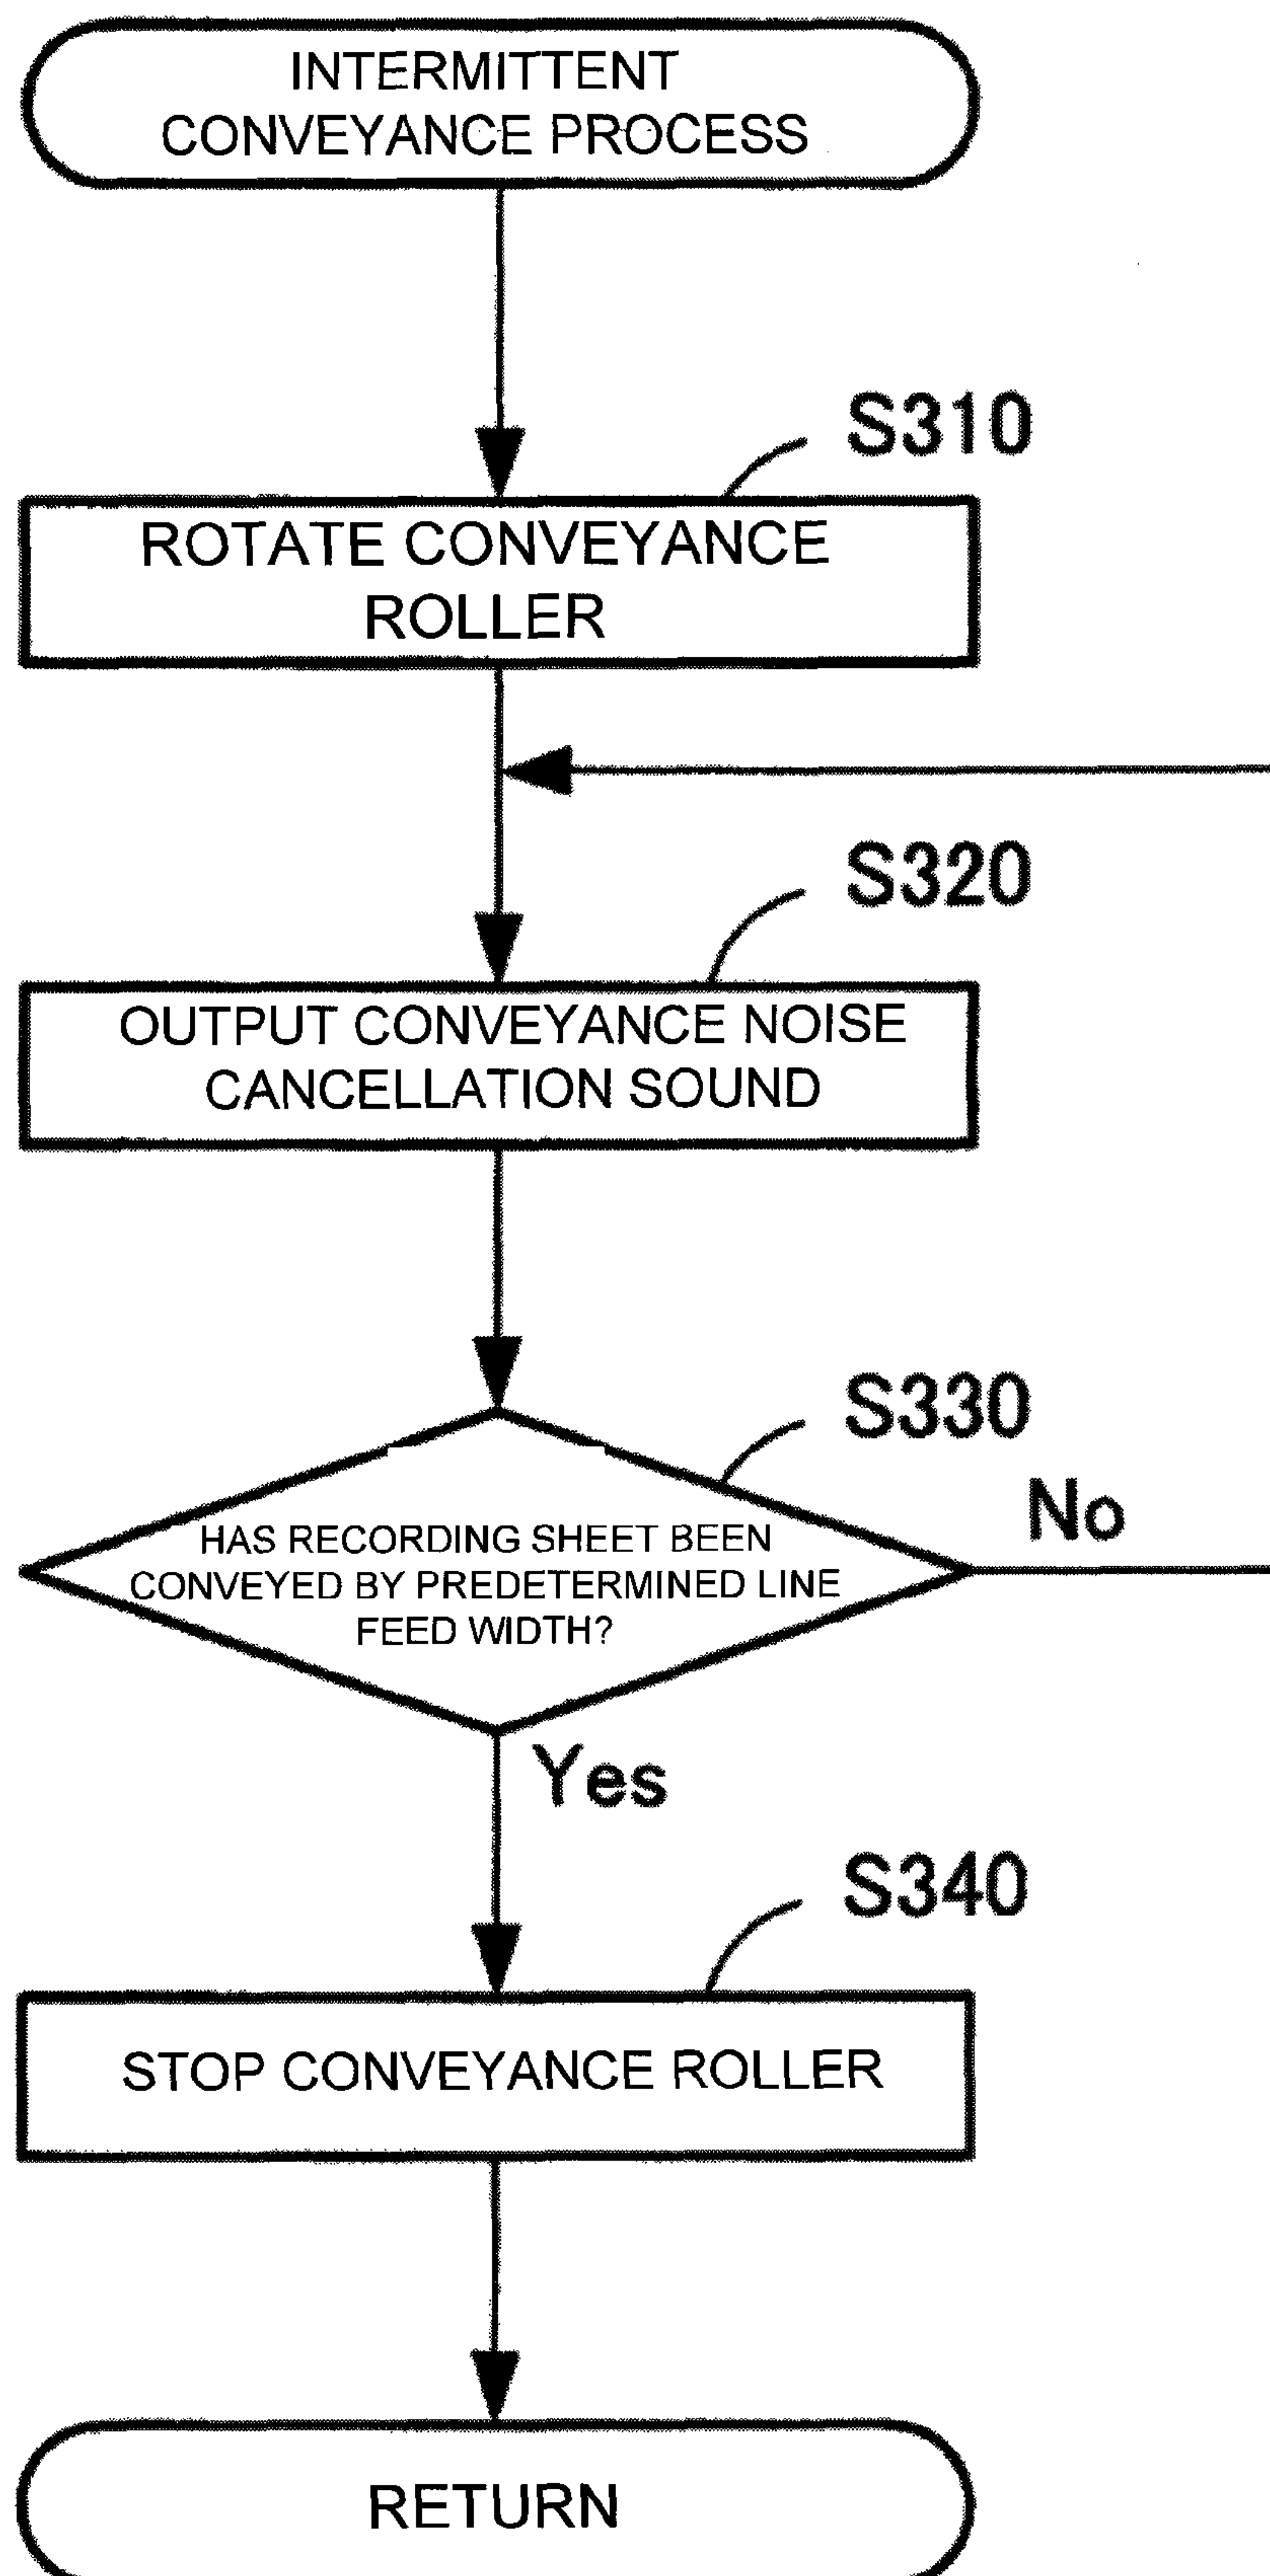 INTERMITTENT
CONVEYANCE PROCESS
S310
ROTATE CONVEYANCE
ROLLER
S320
OUTPUT CONVEYANCE NOISE
CANCELLATION SOUND
S330
No
HAS RECORDING SHEET BEEN
CONVEYED BY PREDETERMINED LINE
FEED WIDTH?
Yes
S340
STOP CONVEYANCE ROLLER
RETURN